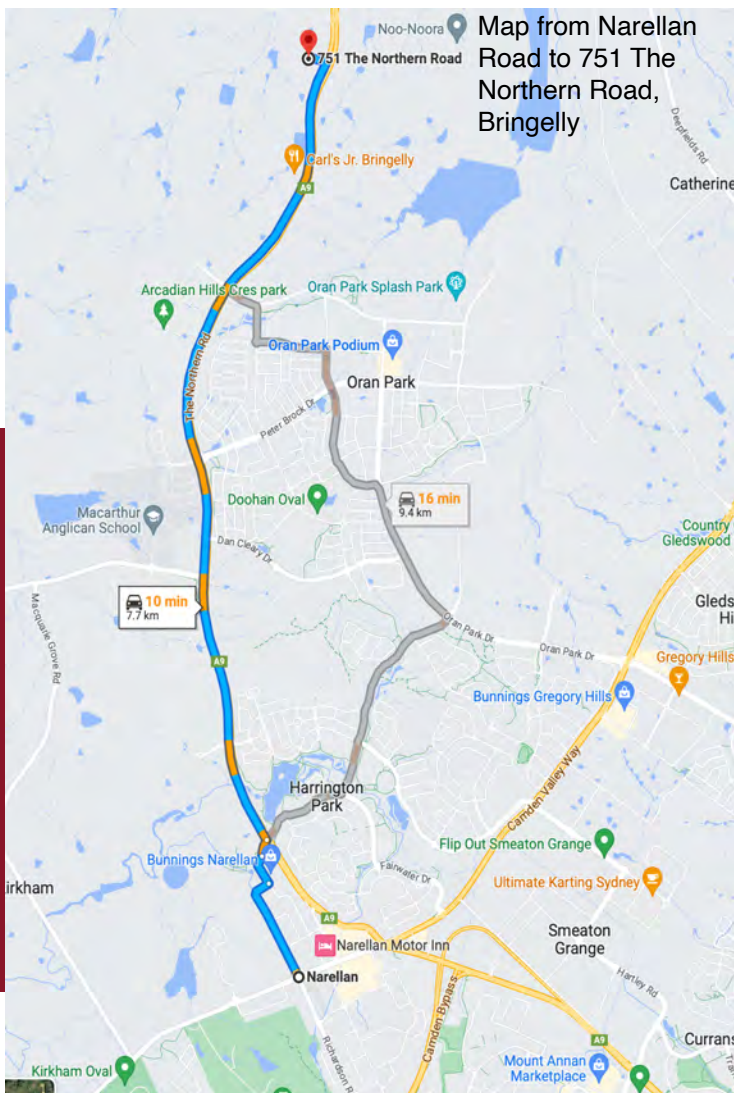 Map from Narellan
Road to 751 The
Northern Road,
Bringelly
Noo-Noora
751 The Northern Road
Deepfields Rd
Carl's Jr. Bringelly
A9
Catherine
Arcadian Hills Cres park
Oran Park Splash Park
Oran Park Podium
Oran Park
The Northern Rd
Peter Brock Dr
16 min
9.4 km
Doohan Oval
Macarthur
Anglican School
Country
Gledswood
Dan Cleary Dr
10 min
7.7 km
Macquarie Grove Rd
Gleds
Hi
Oran Park Dr
Oran Park Dr
Gregory Hills
A9
Bunnings Gregory Hills
Camden Valley Way
Harrington
Park
Flip Out Smeaton Grange
Bunnings Narellan
Fairwater Dr
Ultimate Karting Sydney
irkham
A9
Narellan Motor Inn
Smeaton
Grange
Narellan
Hartley Rd
Camden Bypass
Richardson Rd
A9
Currans
Kirkham Oval
Mount Annan
Marketplace